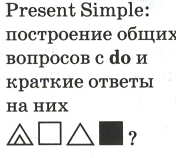 Present Simple:
построение общих
вопросов с do и
краткие ответы
на них
?